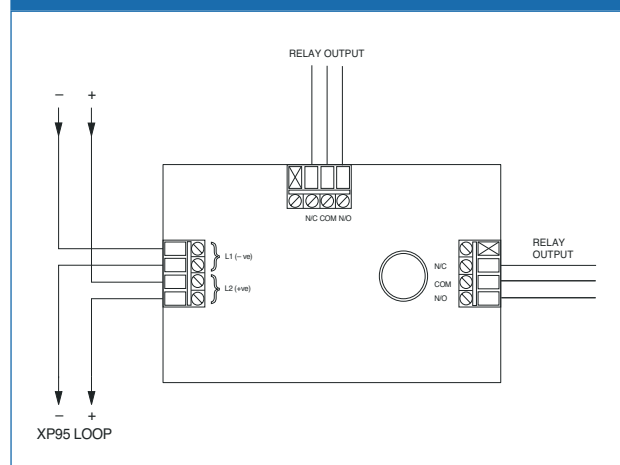 RELAY OUTPUT
– +
N/C COM N/O
L1 (– ve)
L2 (+ve)
N/C
COM
N/O
RELAY
OUTPUT
– +
XP95 LOOP